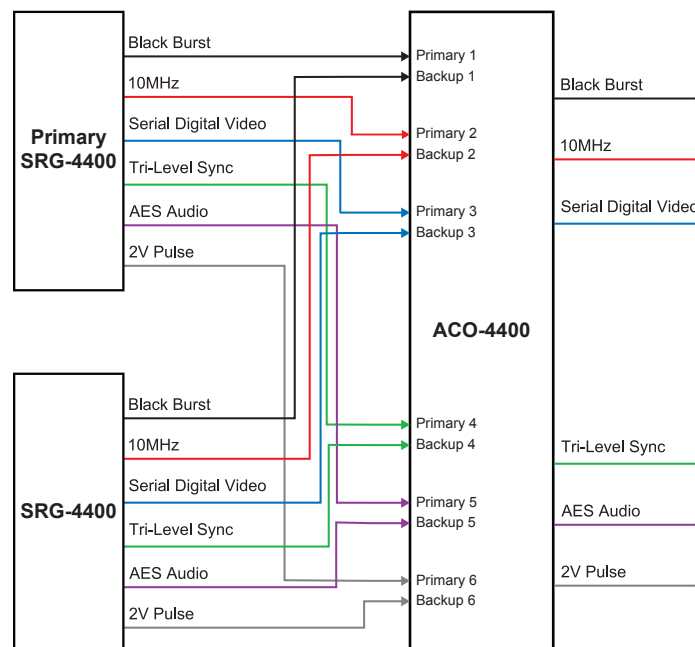 Primary
SRG-4400
Black Burst
10MHz
Serial Digital Video
Tri-Level Sync
AES Audio
2V Pulse
SRG-4400
Black Burst
10MHz
Serial Digital Video
Tri-Level Sync
AES Audio
2V Pulse
Primary 1
Backup 1
Primary 2
Backup 2
Primary 3
Backup 3
ACO-4400
Primary 4
Backup 4
Primary 5
Backup 5
Primary 6
Backup 6
Black Burst
10MHz
Serial Digital Video
Tri-Level Sync
AES Audio
2V Pulse